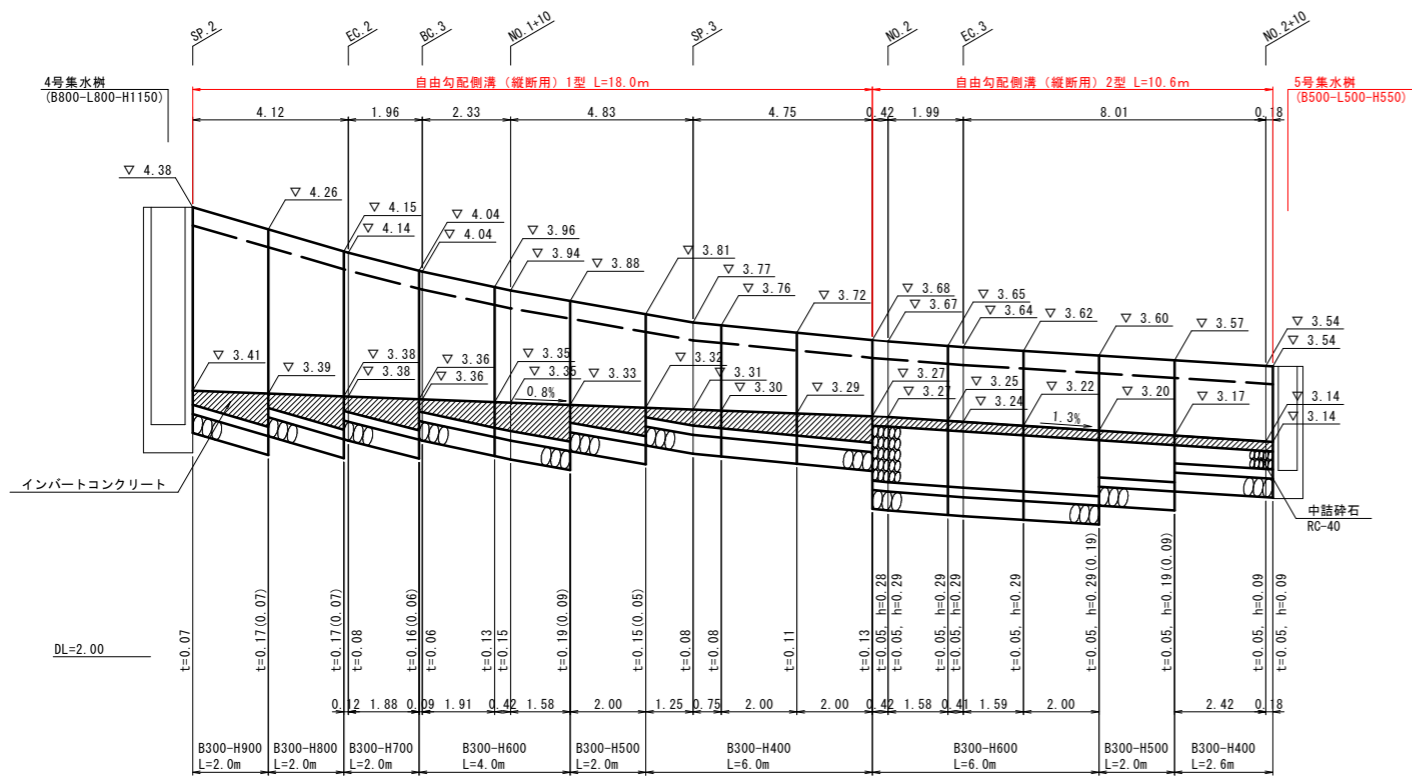 SP.2
EC.2
BC.3
NO.1+10
SP.3
NO.2
EC.3
NO.2+10
4号集水桝
(B800-L800-H1150)
自由勾配側溝（縦断用）1型 L=18.0m
自由勾配側溝（縦断用）2型 L=10.6m
5号集水桝
(B500-L500-H550)
4.12
1.96
2.33
4.83
4.75
0.42
1.99
8.01
0.18
▽ 4.38
▽ 4.26
▽ 4.15
▽ 4.14
▽ 4.04
▽ 4.04
▽ 3.96
▽ 3.94
▽ 3.88
▽ 3.81
▽ 3.77
▽ 3.76
▽ 3.72
▽ 3.68
▽ 3.67
▽ 3.65
▽ 3.64
▽ 3.62
▽ 3.60
▽ 3.57
▽ 3.54
▽ 3.54
▽ 3.41
▽ 3.39
▽ 3.38
▽ 3.38
▽ 3.36
▽ 3.36
▽ 3.35
▽ 3.35
0.8%
▽ 3.33
▽ 3.32
▽ 3.31
▽ 3.30
▽ 3.29
▽ 3.27
▽ 3.27
▽ 3.25
▽ 3.24
▽ 3.22
1.3%
▽ 3.20
▽ 3.17
▽ 3.14
▽ 3.14
インバートコンクリート
中詰砕石
RC-40
DL=2.00
t=0.07
t=0.17(0.07)
t=0.17(0.07)
t=0.08
t=0.16(0.06)
t=0.06
t=0.13
t=0.15
t=0.19(0.09)
t=0.15(0.05)
t=0.08
t=0.08
t=0.11
t=0.13
t=0.05, h=0.28
t=0.05, h=0.29
t=0.05, h=0.29
t=0.05, h=0.29
t=0.05, h=0.29
t=0.05, h=0.29(0.19)
t=0.05, h=0.19(0.09)
t=0.05, h=0.09
t=0.05, h=0.09
0.12
1.88
0.09
1.91
0.42
1.58
2.00
1.25
0.75
2.00
2.00
0.42
1.58
0.41
1.59
2.00
2.42
0.18
B300-H900
L=2.0m
B300-H800
L=2.0m
B300-H700
L=2.0m
B300-H600
L=4.0m
B300-H500
L=2.0m
B300-H400
L=6.0m
B300-H600
L=6.0m
B300-H500
L=2.0m
B300-H400
L=2.6m